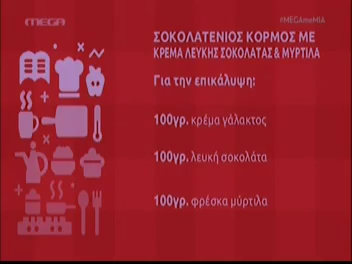 MEGA
#MEGAmeMIA
ΣΟΚΟΛΑΤΕΝΙΟΣ ΚΟΡΜΟΣ ΜΕ
ΚΡΕΜΑ ΛΕΥΚΗΣ ΣΟΚΟΛΑΤΑΣ & ΜΥΡΤΙΛΑ
Για την επικάλυψη:
100γρ. κρέμα γάλακτος
100γρ. λευκή σοκολάτα
100γρ. φρέσκα μύρτιλα